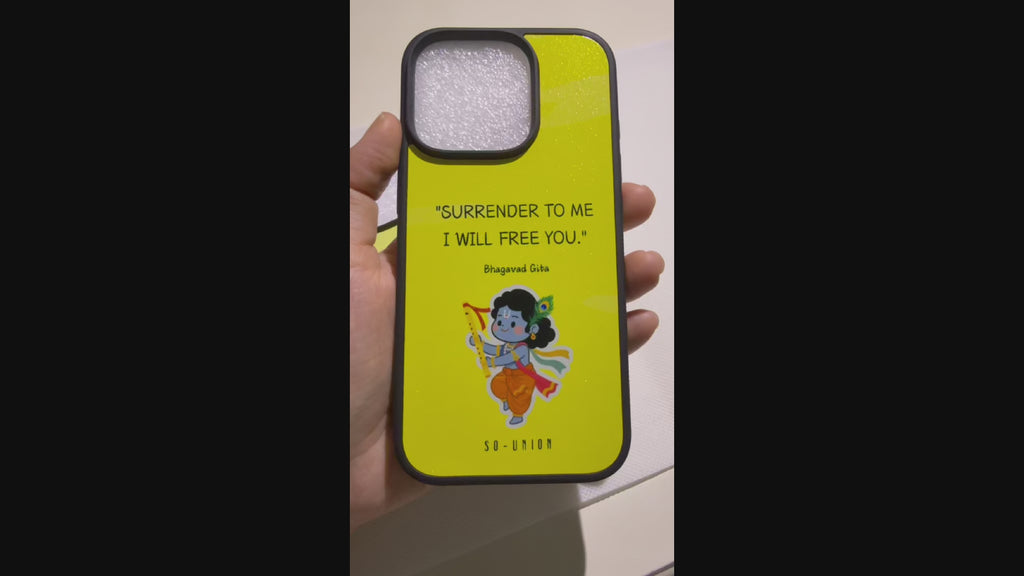 "SURRENDER TO ME
I WILL FREE YOU."
Bhagavad Gita
SO-UNION